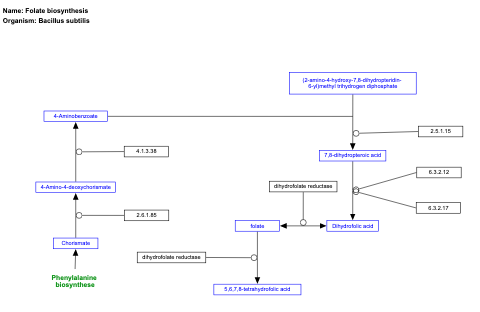 Name: Folate biosynthesis
Organism: Bacillus subtilis
(2-amino-4-hydroxy-7,8-dihydropteridin-
6-yl)methyl trihydrogen diphosphate
4-Aminobenzoate
2.5.1.15
4.1.3.38
7,8-dihydropteroic acid
6.3.2.12
4-Amino-4-deoxychorismate
dihydrofolate reductase
6.3.2.17
2.6.1.85
folate
Dihydrofolic acid
Chorismate
dihydrofolate reductase
Phenylalanine
biosynthese
5,6,7,8-tetrahydrofolic acid